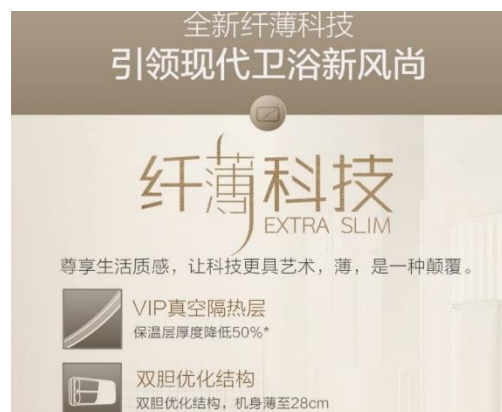 全新纤薄科技
引领现代卫浴新风尚
纤薄科技
EXTRA SLIM
尊享生活质感，让科技更具艺术，薄，是一种颠覆。
VIP真空隔热层
保温层厚度降低50%*
双胆优化结构
双胆优化结构，机身薄至28cm